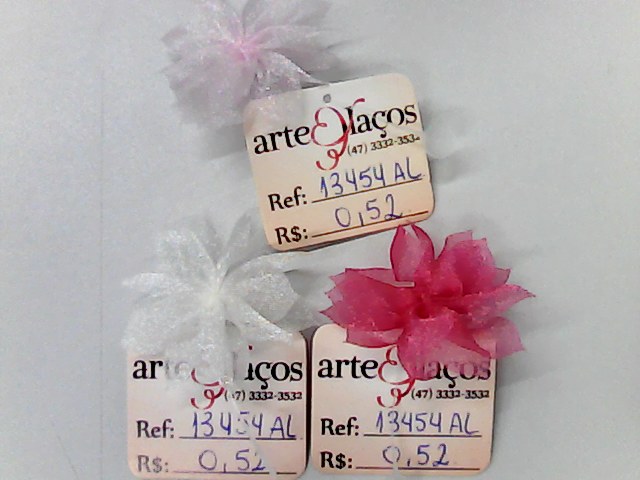 arte & laços
(47) 3332-353
Ref: 13454 AL
R$: 0,52
arte & laços
(47) 3332-3532
Ref: 13454 AL
R$: 0,52
arte & laços
(47) 3332-3532
Ref: 13454 AL
R$: 0,52